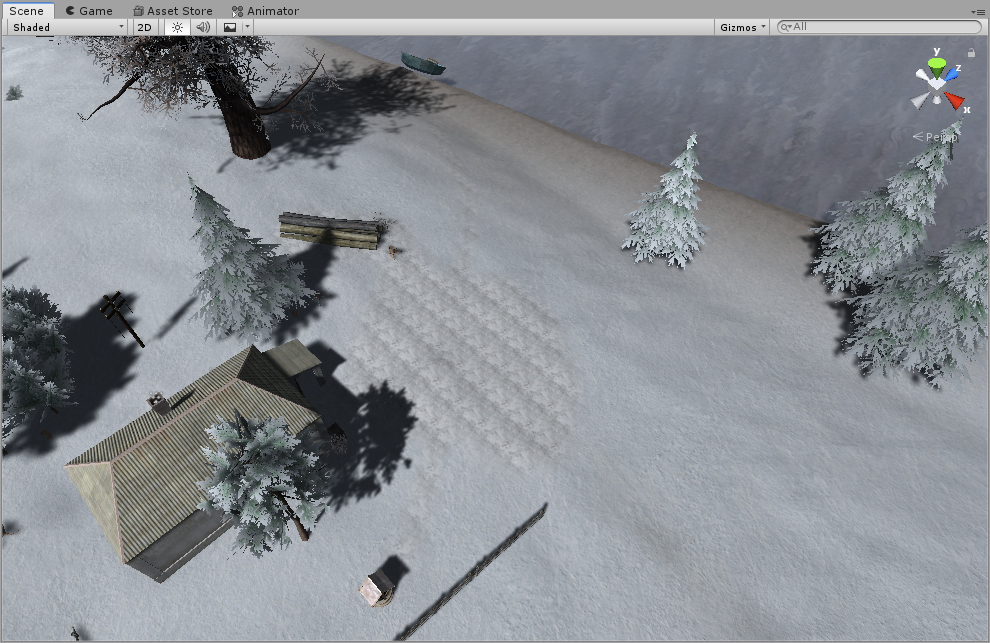 Scene Game Asset Store Animator
Shaded 2D Gizmos All
y
z
x
Persp